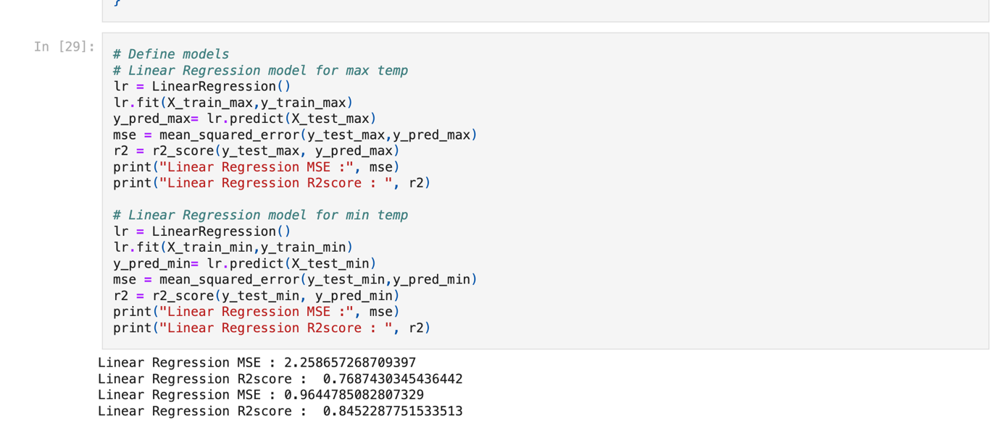 }
In [29]:
# Define models
# Linear Regression model for max temp
lr = LinearRegression()
lr.fit(X_train_max,y_train_max)
y_pred_max= lr.predict(X_test_max)
mse = mean_squared_error(y_test_max,y_pred_max)
r2 = r2_score(y_test_max, y_pred_max)
print("Linear Regression MSE :", mse)
print("Linear Regression R2score : ", r2)
# Linear Regression model for min temp
lr = LinearRegression()
lr.fit(X_train_min,y_train_min)
y_pred_min= lr.predict(X_test_min)
mse = mean_squared_error(y_test_min,y_pred_min)
r2 = r2_score(y_test_min, y_pred_min)
print("Linear Regression MSE :", mse)
print("Linear Regression R2score : ", r2)
Linear Regression MSE : 2.258657268709397
Linear Regression R2score :  0.7687430345436442
Linear Regression MSE : 0.9644785082807329
Linear Regression R2score :  0.8452287751533513